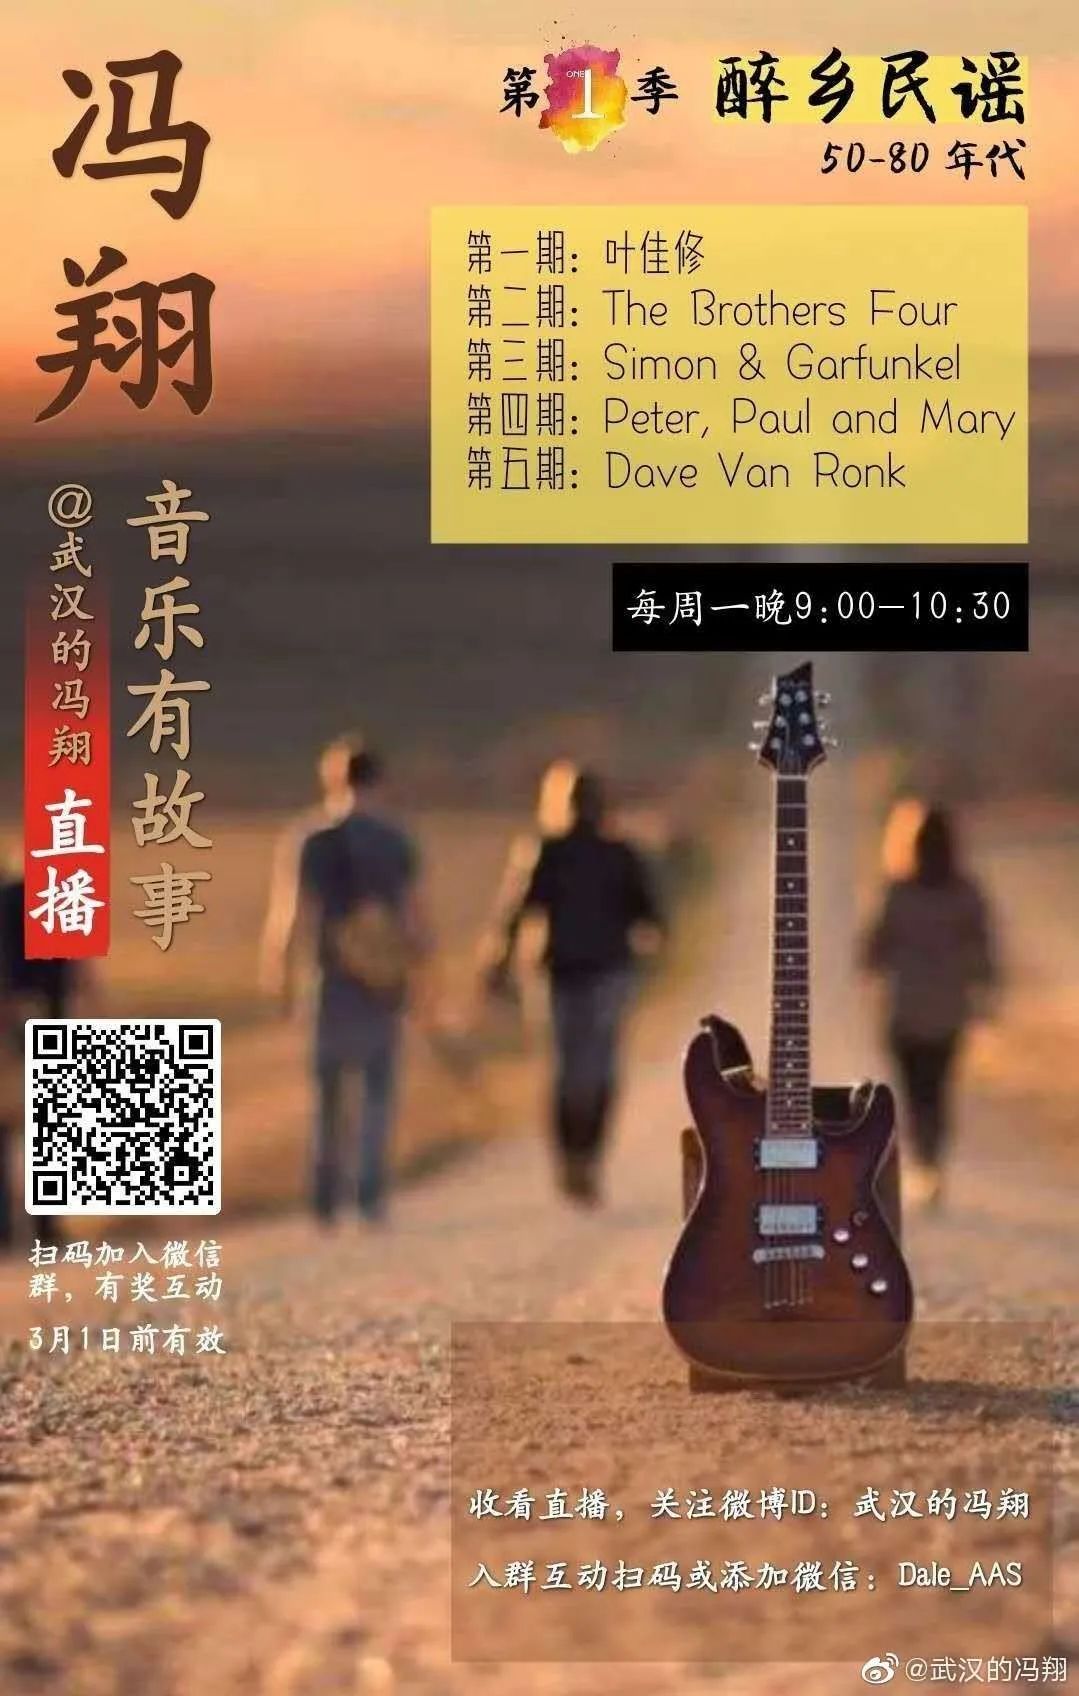 冯翔
音乐有故事
@武汉的冯翔
直播
第1季 醉乡民谣
ONE
50-80 年代
第一期：叶佳修
第二期：The Brothers Four
第三期：Simon & Garfunkel
第四期：Peter, Paul and Mary
第五期：Dave Van Ronk
每周一晚9:00—10:30
扫码加入微信
群，有奖互动
3月1日前有效
收看直播，关注微博ID：武汉的冯翔
入群互动扫码或添加微信：Dale_AAS
@武汉的冯翔